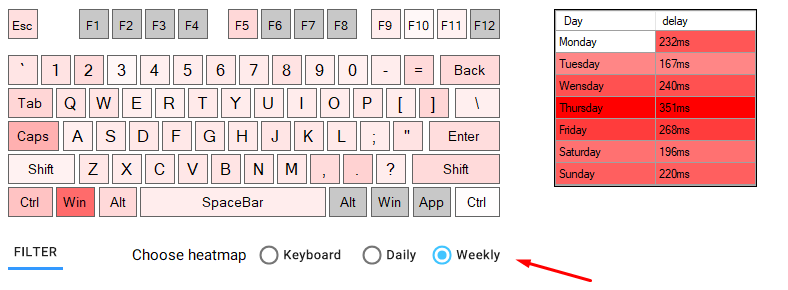 Esc F1 F2 F3 F4 F5 F6 F7 F8 F9 F10 F11 F12
` 1 2 3 4 5 6 7 8 9 0 - = Back
Tab Q W E R T Y U I O P [ ] \
Caps A S D F G H J K L ; " Enter
Shift Z X C V B N M , . ? Shift
Ctrl Win Alt SpaceBar Alt Win App Ctrl
FILTER Choose heatmap Keyboard Daily Weekly
Day delay
Monday 232ms
Tuesday 167ms
Wensday 240ms
Thursday 351ms
Friday 268ms
Saturday 196ms
Sunday 220ms